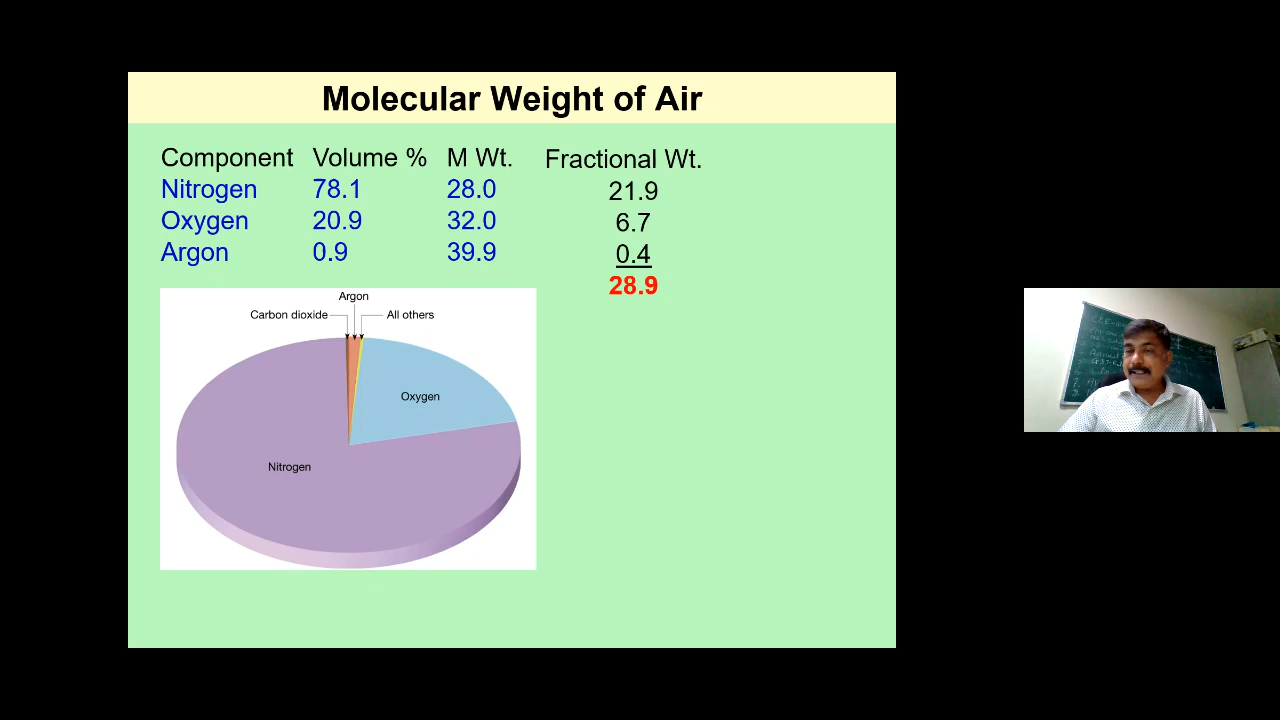 Molecular Weight of Air
Component Volume % M Wt. Fractional Wt.
Nitrogen 78.1 28.0 21.9
Oxygen 20.9 32.0 6.7
Argon 0.9 39.9 0.4
28.9
Argon
Carbon dioxide All others
Oxygen
Nitrogen